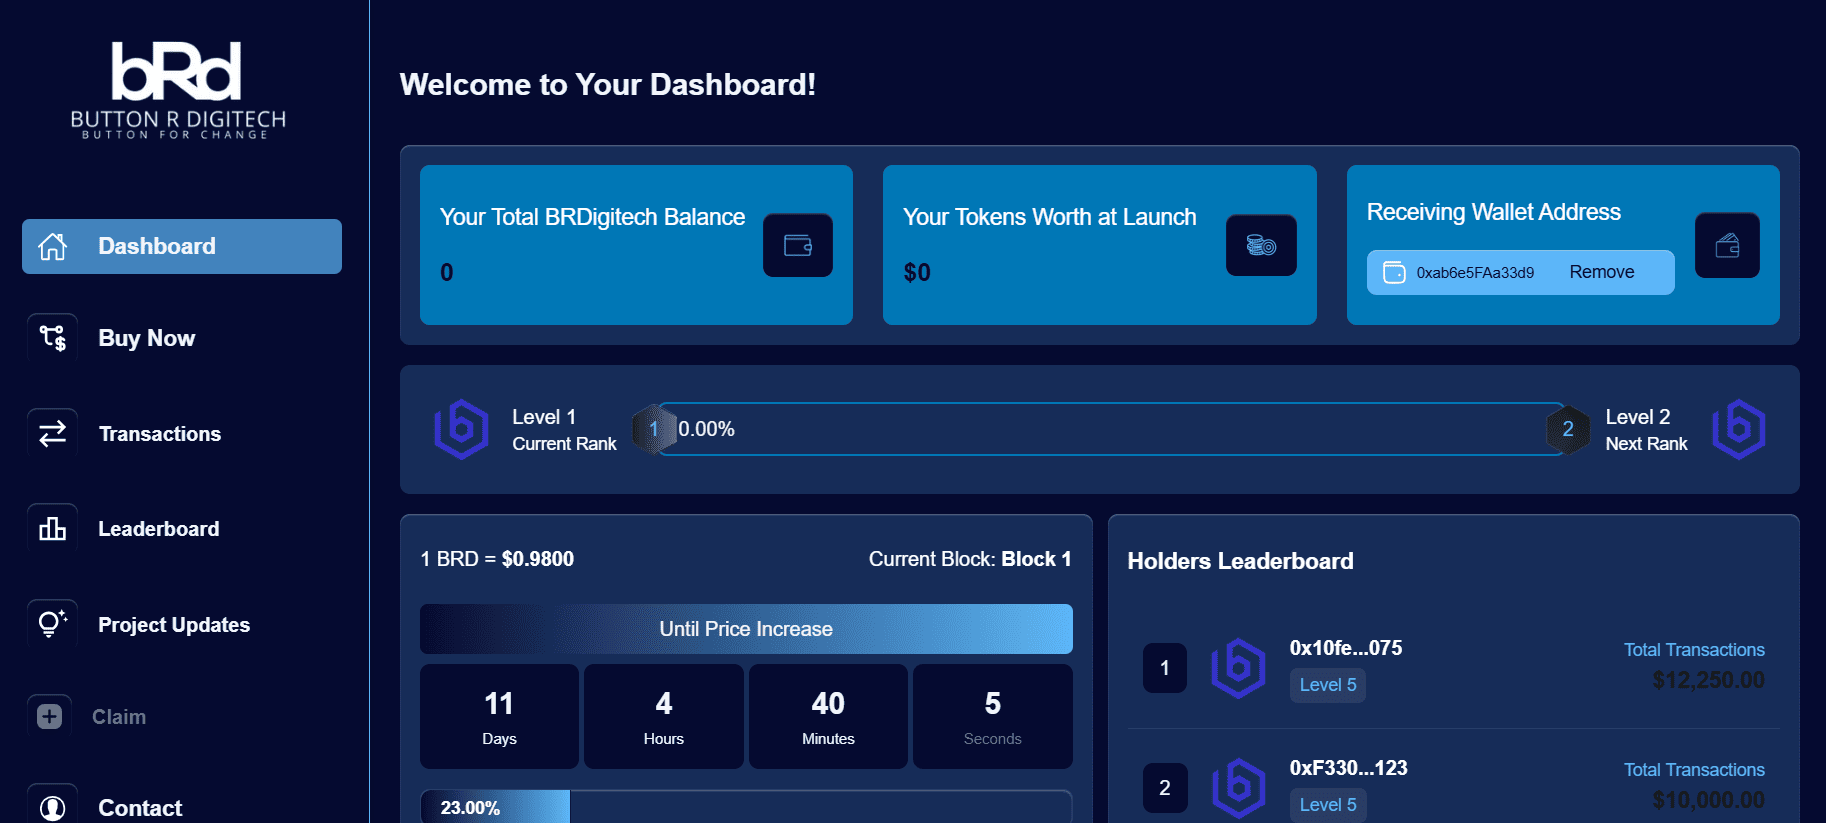 bRd
BUTTON R DIGITECH
BUTTON FOR CHANGE
Dashboard
Buy Now
Transactions
Leaderboard
Project Updates
Claim
Contact
Welcome to Your Dashboard!
Your Total BRDigitech Balance
0
Your Tokens Worth at Launch
$0
Receiving Wallet Address
0xab6e5FAa33d9 Remove
Level 1
Current Rank
1 0.00% 2
Level 2
Next Rank
1 BRD = $0.9800 Current Block: Block 1
Until Price Increase
11 4 40 5
Days Hours Minutes Seconds
23.00%
Holders Leaderboard
1
0x10fe...075
Level 5
Total Transactions
$12,250.00
2
0xF330...123
Level 5
Total Transactions
$10,000.00